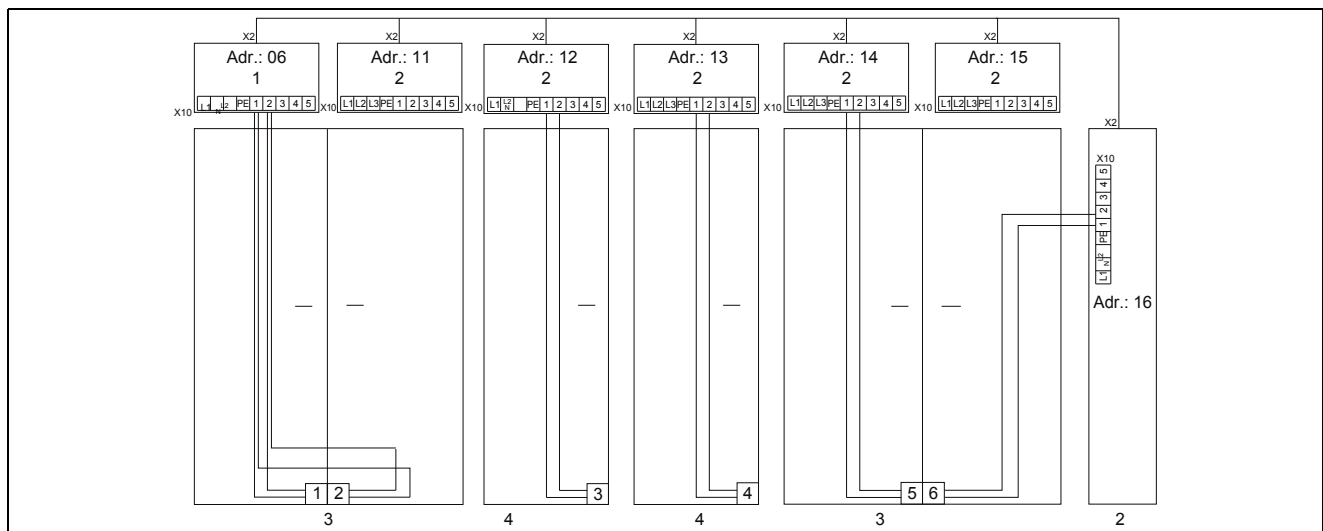 X2 X2 X2 X2 X2 X2
Adr.: 06 Adr.: 11 Adr.: 12 Adr.: 13 Adr.: 14 Adr.: 15
1 2 2 2 2 2
X10 L1 N L2 PE 1 2 3 4 5
X10 L1 L2 L3 PE 1 2 3 4 5
X10 L1 L2 N PE 1 2 3 4 5
X10 L1 L2 L3 PE 1 2 3 4 5
X10 L1 L2 L3 PE 1 2 3 4 5
X10 L1 L2 L3 PE 1 2 3 4 5
X2
X10
5
4
3
2
1
PE
L2
N
L1
Adr.: 16
1 2 3 4 5 6
3 4 4 3 2